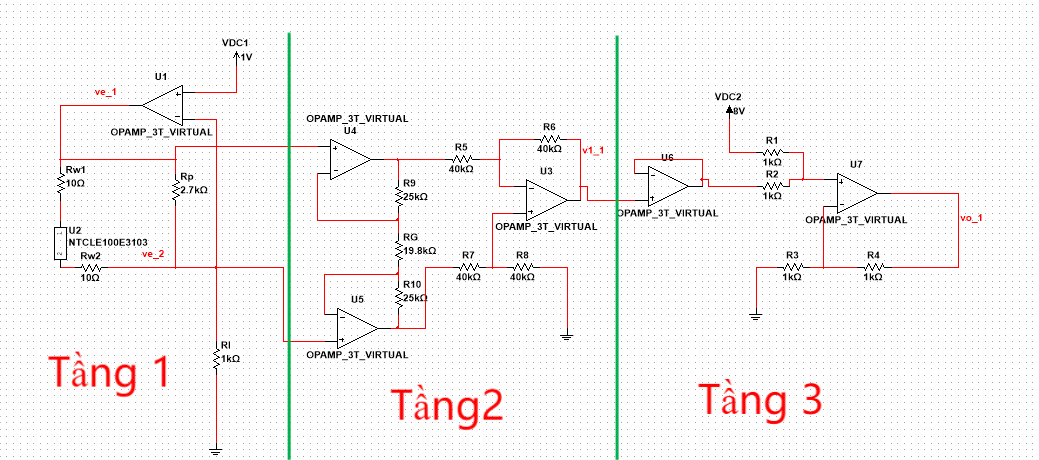 VDC1
1V
U1
ve_1
OPAMP_3T_VIRTUAL
Rw1
10Ω
Rp
2.7kΩ
U2
NTCLE100E3103
Rw2
10Ω
ve_2
Rl
1kΩ
Tầng 1
OPAMP_3T_VIRTUAL
U4
R5
40kΩ
R6
40kΩ
v1_1
U3
OPAMP_3T_VIRTUAL
R9
25kΩ
RG
19.8kΩ
R10
25kΩ
R7
40kΩ
R8
40kΩ
U5
OPAMP_3T_VIRTUAL
Tầng2
VDC2
-8V
U6
OPAMP_3T_VIRTUAL
R1
1kΩ
R2
1kΩ
U7
OPAMP_3T_VIRTUAL
vo_1
R3
1kΩ
R4
1kΩ
Tầng 3